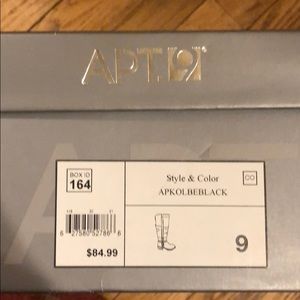 APT.9
BOX ID
164
Style & Color
APKOLBEBLACK
CO
$84.99
9